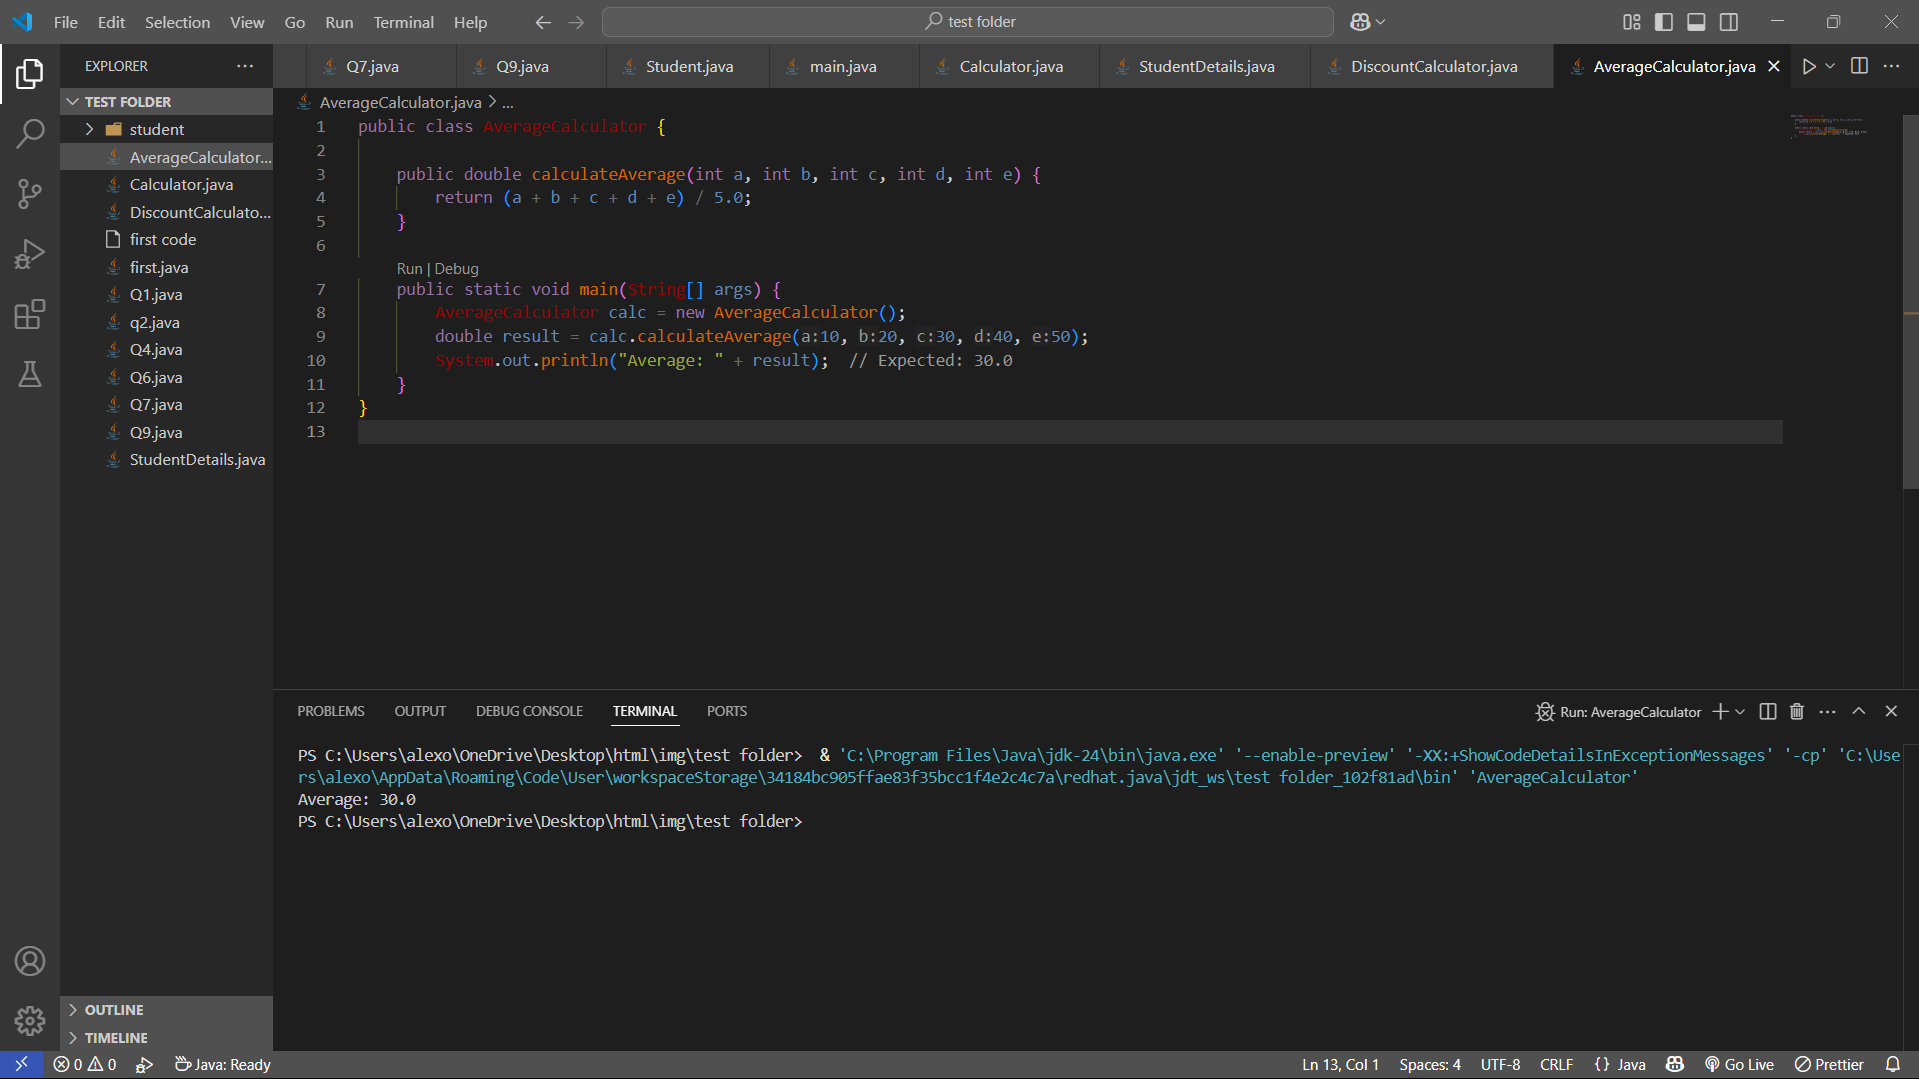 File Edit Selection View Go Run Terminal Help
test folder
EXPLORER
TEST FOLDER
student
AverageCalculator...
Calculator.java
DiscountCalculato...
first code
first.java
Q1.java
q2.java
Q4.java
Q6.java
Q7.java
Q9.java
StudentDetails.java
OUTLINE
TIMELINE
Q7.java Q9.java Student.java main.java Calculator.java StudentDetails.java DiscountCalculator.java AverageCalculator.java
AverageCalculator.java > ...
1 public class AverageCalculator {
2
3 public double calculateAverage(int a, int b, int c, int d, int e) {
4 return (a + b + c + d + e) / 5.0;
5 }
6
Run | Debug
7 public static void main(String[] args) {
8 AverageCalculator calc = new AverageCalculator();
9 double result = calc.calculateAverage(a:10, b:20, c:30, d:40, e:50);
10 System.out.println("Average: " + result); // Expected: 30.0
11 }
12 }
13
PROBLEMS OUTPUT DEBUG CONSOLE TERMINAL PORTS
Run: AverageCalculator
PS C:\Users\alexo\OneDrive\Desktop\html\img\test folder> & 'C:\Program Files\Java\jdk-24\bin\java.exe' '--enable-preview' '-XX:+ShowCodeDetailsInExceptionMessages' '-cp' 'C:\Use
rs\alexo\AppData\Roaming\Code\User\workspaceStorage\34184bc905ffae83f35bcc1f4e2c4c7a\redhat.java\jdt_ws\test folder_102f81ad\bin' 'AverageCalculator'
Average: 30.0
PS C:\Users\alexo\OneDrive\Desktop\html\img\test folder>
0 0 Java: Ready
Ln 13, Col 1 Spaces: 4 UTF-8 CRLF {} Java Go Live Prettier